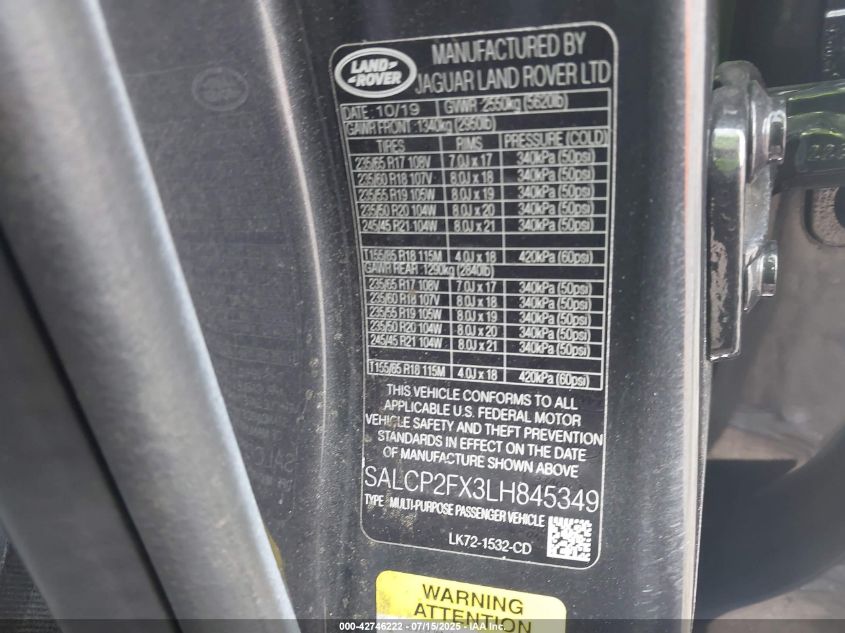 LAND
ROVER
MANUFACTURED BY
JAGUAR LAND ROVER LTD
DATE: 10/19 GVWR 2550kg (5620lb)
GAWR FRONT 1340kg (2950lb)
TIRES RIMS PRESSURE (COLD)
235/65 R17 108V 7.0J x 17 340kPa (50psi)
235/60 R18 107V 8.0J x 18 340kPa (50psi)
235/55 R19 105W 8.0J x 19 340kPa (50psi)
235/50 R20 104W 8.0J x 20 340kPa (50psi)
245/45 R21 104W 8.0J x 21 340kPa (50psi)
T155/85 R18 115M 4.0J x 18 420kPa (60psi)
GAWR REAR 1290kg (2840lb)
235/65 R17 108V 7.0J x 17 340kPa (50psi)
235/60 R18 107V 8.0J x 18 340kPa (50psi)
235/55 R19 105W 8.0J x 19 340kPa (50psi)
235/50 R20 104W 8.0J x 20 340kPa (50psi)
245/45 R21 104W 8.0J x 21 340kPa (50psi)
T155/85 R18 115M 4.0J x 18 420kPa (60psi)
THIS VEHICLE CONFORMS TO ALL
APPLICABLE U.S. FEDERAL MOTOR
VEHICLE SAFETY AND THEFT PREVENTION
STANDARDS IN EFFECT ON THE DATE
OF MANUFACTURE SHOWN ABOVE
SALCP2FX3LH845349
TYPE MULTI-PURPOSE PASSENGER VEHICLE
LK72-1532-CD
WARNING
ATTENTION
000-42746222 - 07/15/2025 - IAA Inc.